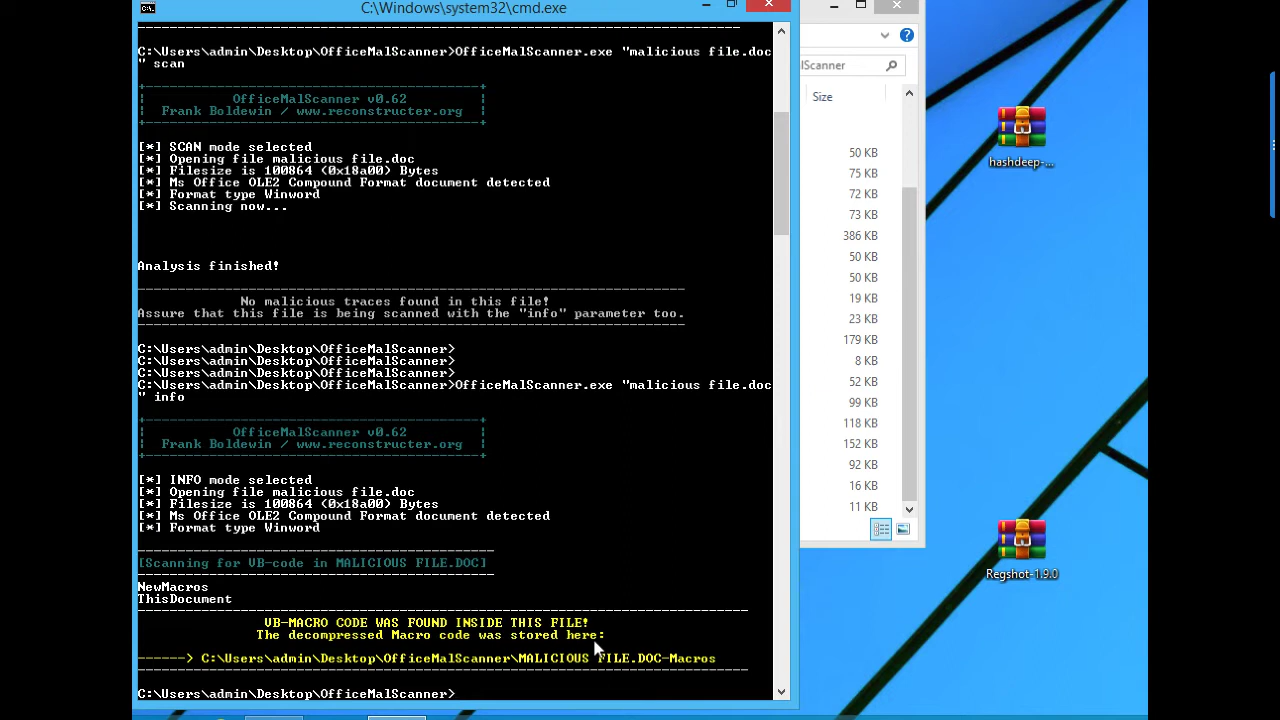 C:\Windows\system32\cmd.exe
C:\Users\admin\Desktop\OfficeMalScanner>OfficeMalScanner.exe "malicious file.doc
" scan
OfficeMalScanner v0.62
Frank Boldewin / www.reconstructer.org
[*] SCAN mode selected
[*] Opening file malicious file.doc
[*] Filesize is 100864 (0x18a00) Bytes
[*] Ms Office OLE2 Compound Format document detected
[*] Format type Winword
[*] Scanning now...
Analysis finished!
No malicious traces found in this file!
Assure that this file is being scanned with the "info" parameter too.
C:\Users\admin\Desktop\OfficeMalScanner>
C:\Users\admin\Desktop\OfficeMalScanner>
C:\Users\admin\Desktop\OfficeMalScanner>
C:\Users\admin\Desktop\OfficeMalScanner>OfficeMalScanner.exe "malicious file.doc
" info
OfficeMalScanner v0.62
Frank Boldewin / www.reconstructer.org
[*] INFO mode selected
[*] Opening file malicious file.doc
[*] Filesize is 100864 (0x18a00) Bytes
[*] Ms Office OLE2 Compound Format document detected
[*] Format type Winword
[Scanning for VB-code in MALICIOUS FILE.DOC]
NewMacros
ThisDocument
VB-MACRO CODE WAS FOUND INSIDE THIS FILE!
The decompressed Macro code was stored here:
------> C:\Users\admin\Desktop\OfficeMalScanner\MALICIOUS FILE.DOC-Macros
C:\Users\admin\Desktop\OfficeMalScanner>
lScanner
Size
50 KB
75 KB
72 KB
73 KB
386 KB
50 KB
50 KB
19 KB
23 KB
179 KB
8 KB
52 KB
99 KB
118 KB
152 KB
92 KB
16 KB
11 KB
hashdeep-...
Regshot-1.9.0